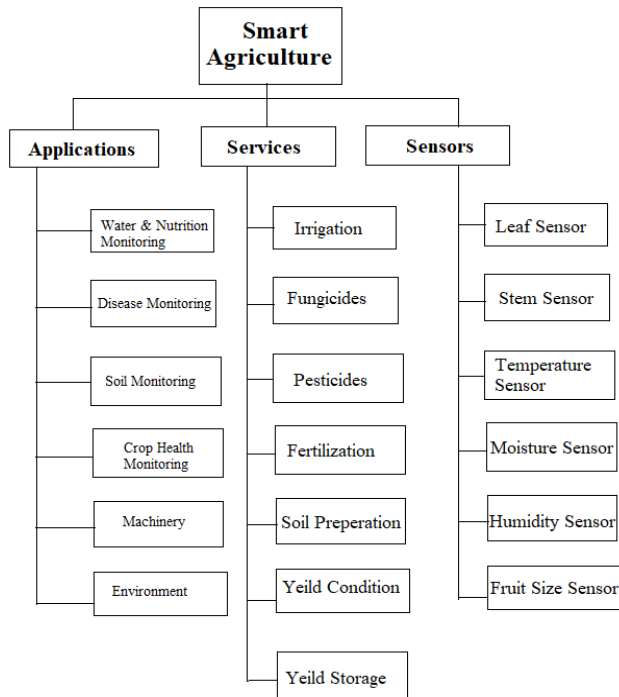 Smart
Agriculture
Applications
Services
Sensors
Water & Nutrition
Monitoring
Disease Monitoring
Soil Monitoring
Crop Health
Monitoring
Machinery
Environment
Irrigation
Fungicides
Pesticides
Fertilization
Soil Preperation
Yeild Condition
Yeild Storage
Leaf Sensor
Stem Sensor
Temperature
Sensor
Moisture Sensor
Humidity Sensor
Fruit Size Sensor